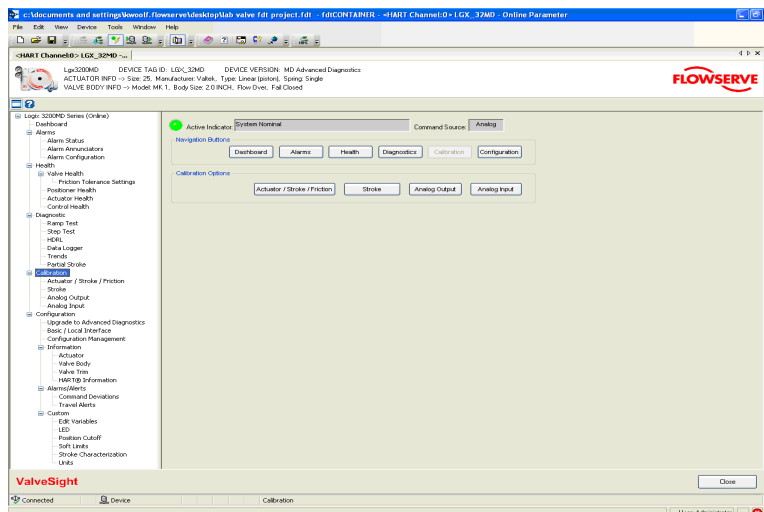 c:\documents and settings\kwoolf.flowserve\desktop\lab valve fdt project.fdt - fdtCONTAINER - =HART Channel:0> LGX_32MD - Online Parameter
File Edit View Device Tools Window Help
<HART Channel:0> LGX_32MD -...
Lgx3200MD DEVICE TAG ID: LGX_32MD DEVICE VERSION: MD Advanced Diagnostics
ACTUATOR INFO -> Size: 25, Manufacturer: Valtek, Type: Linear (piston), Spring: Single
VALVE BODY INFO -> Model: MK 1, Body Size: 2.0 INCH, Flow Over, Fail Closed
FLOWSERVE
Logix 3200MD Series (Online)
Dashboard
Alarms
Alarm Status
Alarm Annunciators
Alarm Configuration
Health
Valve Health
Friction Tolerance Settings
Positioner Health
Actuator Health
Control Health
Diagnostic
Ramp Test
Step Test
HDRL
Data Logger
Trends
Partial Stroke
Calibration
Actuator / Stroke / Friction
Stroke
Analog Output
Analog Input
Configuration
Upgrade to Advanced Diagnostics
Basic / Local Interface
Configuration Management
Information
Actuator
Valve Body
Valve Trim
HART® Information
Alarms/Alerts
Command Deviations
Travel Alerts
Custom
Edit Variables
LED
Position Cutoff
Soft Limits
Stroke Characterization
Units
Active Indicator: System Nominal Command Source: Analog
Navigation Buttons
Dashboard Alarms Health Diagnostics Calibration Configuration
Calibration Options
Actuator / Stroke / Friction Stroke Analog Output Analog Input
ValveSight
Close
Connected Device Calibration